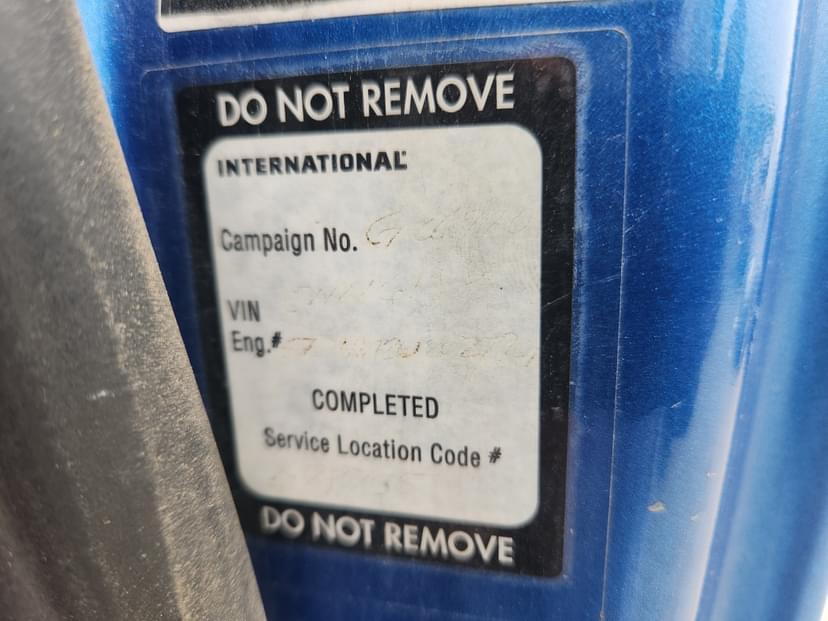 DO NOT REMOVE
INTERNATIONAL®
Campaign No.
VIN
Eng.#
COMPLETED
Service Location Code #
DO NOT REMOVE